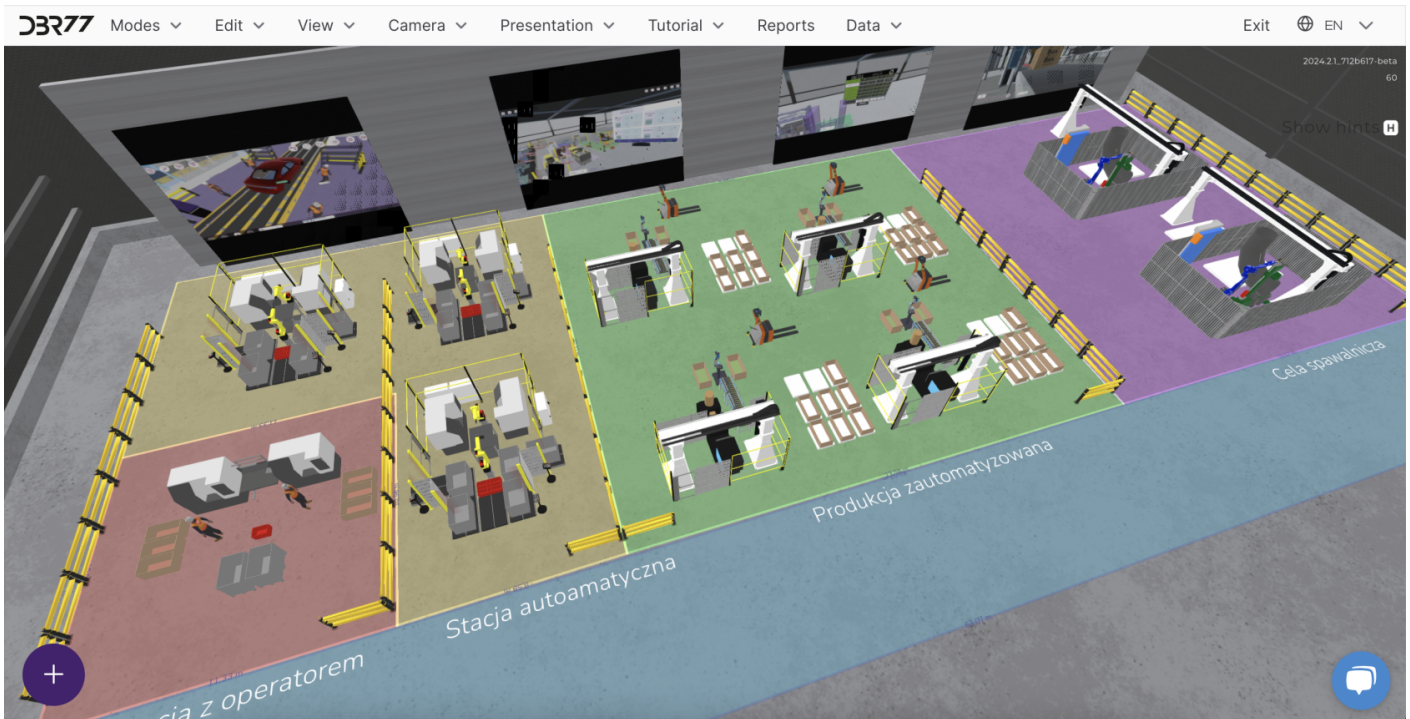 DBR77 Modes Edit View Camera Presentation Tutorial Reports Data Exit EN
2024.2.1_712b617-beta
60
Show hints H
Cela spawalnicza
Produkcja zautomatyzowana
Stacja autoamatyczna
z operatorem